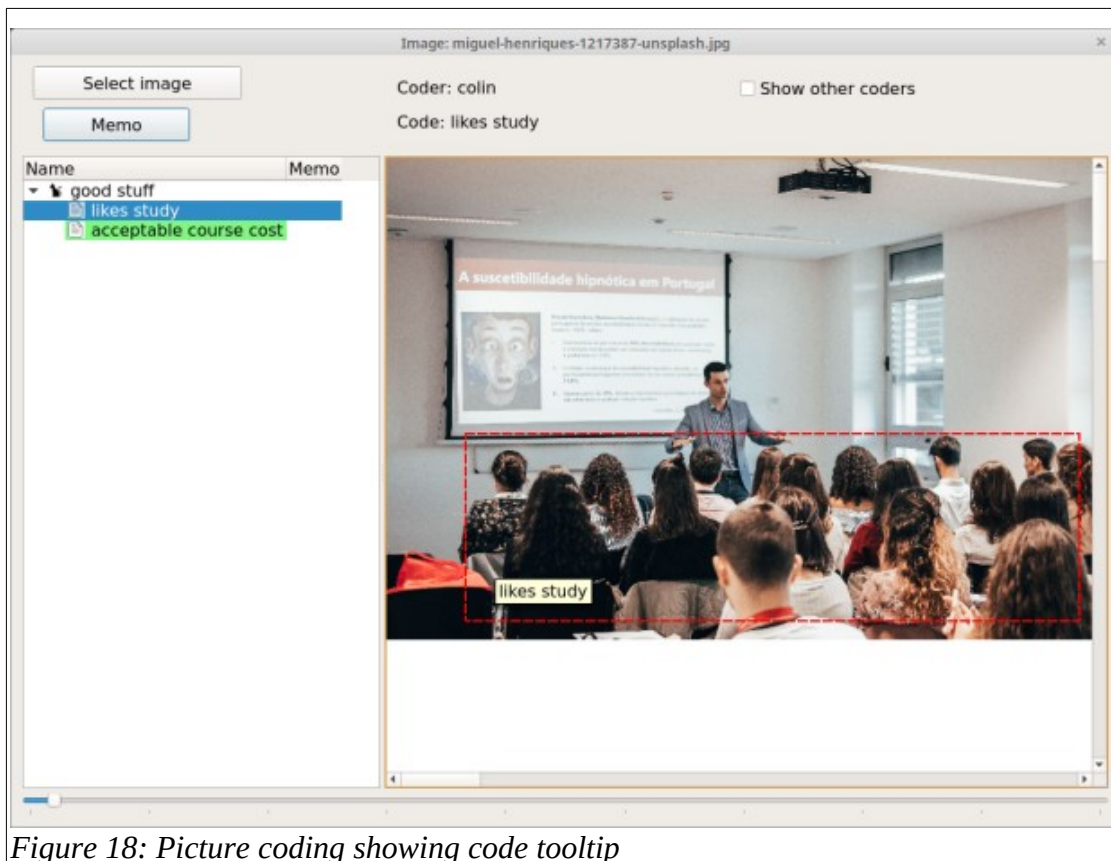 Image: miguel-henriques-1217387-unsplash.jpg
Select image
Coder: colin
Show other coders
Memo
Code: likes study
Name Memo
good stuff
likes study
acceptable course cost
A suscetibilidade hipnótica em Portugal
likes study
Figure 18: Picture coding showing code tooltip